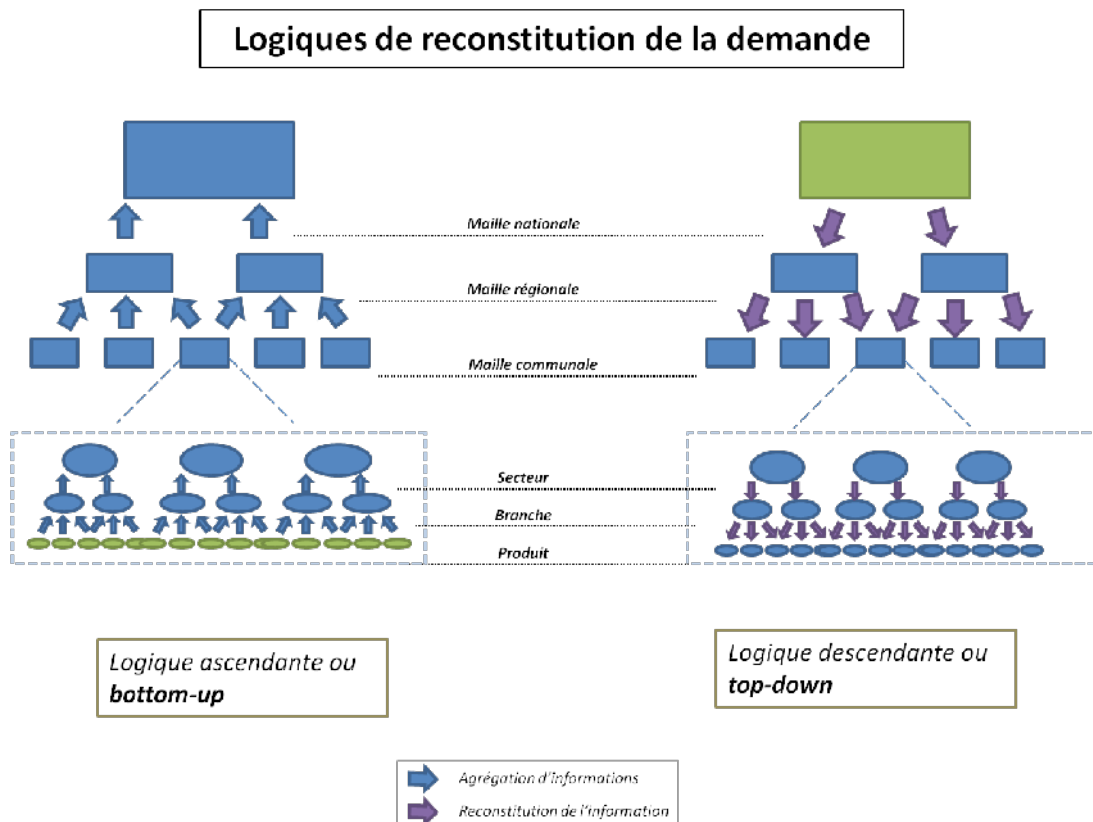 Logiques de reconstitution de la demande
Maille nationale
Maille régionale
Maille communale
Secteur
Branche
Produit
Logique ascendante ou
bottom-up
Logique descendante ou
top-down
Agrégation d'informations
Reconstitution de l'information